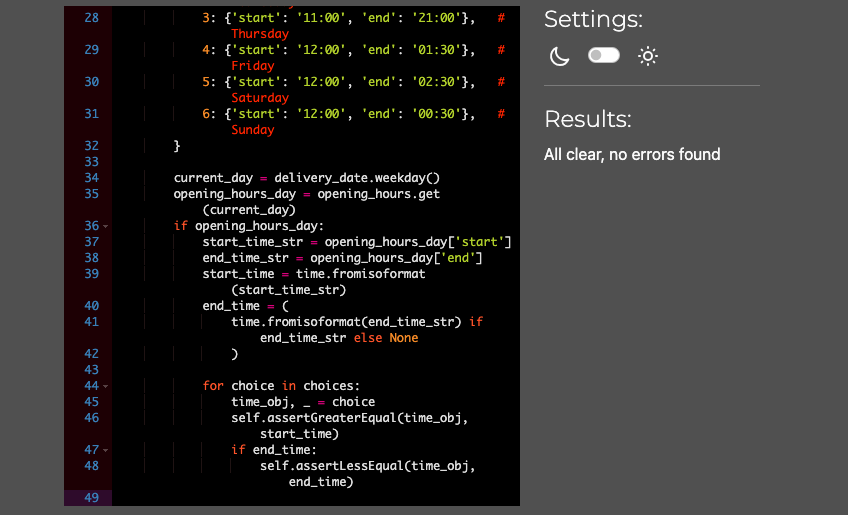 28 3: {'start': '11:00', 'end': '21:00'}, #
Thursday
29 4: {'start': '12:00', 'end': '01:30'}, #
Friday
30 5: {'start': '12:00', 'end': '02:30'}, #
Saturday
31 6: {'start': '12:00', 'end': '00:30'}, #
Sunday
32 }
33
34 current_day = delivery_date.weekday()
35 opening_hours_day = opening_hours.get
(current_day)
36 if opening_hours_day:
37 start_time_str = opening_hours_day['start']
38 end_time_str = opening_hours_day['end']
39 start_time = time.fromisoformat
(start_time_str)
40 end_time = (
41 time.fromisoformat(end_time_str) if
end_time_str else None
42 )
43
44 for choice in choices:
45 time_obj, _ = choice
46 self.assertGreaterEqual(time_obj,
start_time)
47 if end_time:
48 self.assertLessEqual(time_obj,
end_time)
49
Settings:
Results:
All clear, no errors found